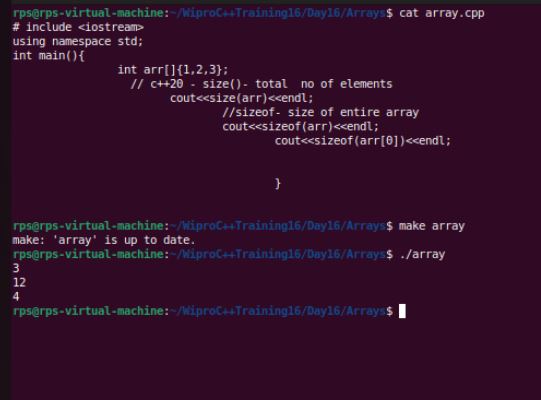 rps@rps-virtual-machine:~/WiproC++Training16/Day16/Arrays$ cat array.cpp
# include <iostream>
using namespace std;
int main(){
int arr[]{1,2,3};
// c++20 - size()- total  no of elements
cout<<size(arr)<<endl;
//sizeof- size of entire array
cout<<sizeof(arr)<<endl;
cout<<sizeof(arr[0])<<endl;
}
rps@rps-virtual-machine:~/WiproC++Training16/Day16/Arrays$ make array
make: 'array' is up to date.
rps@rps-virtual-machine:~/WiproC++Training16/Day16/Arrays$ ./array
3
12
4
rps@rps-virtual-machine:~/WiproC++Training16/Day16/Arrays$